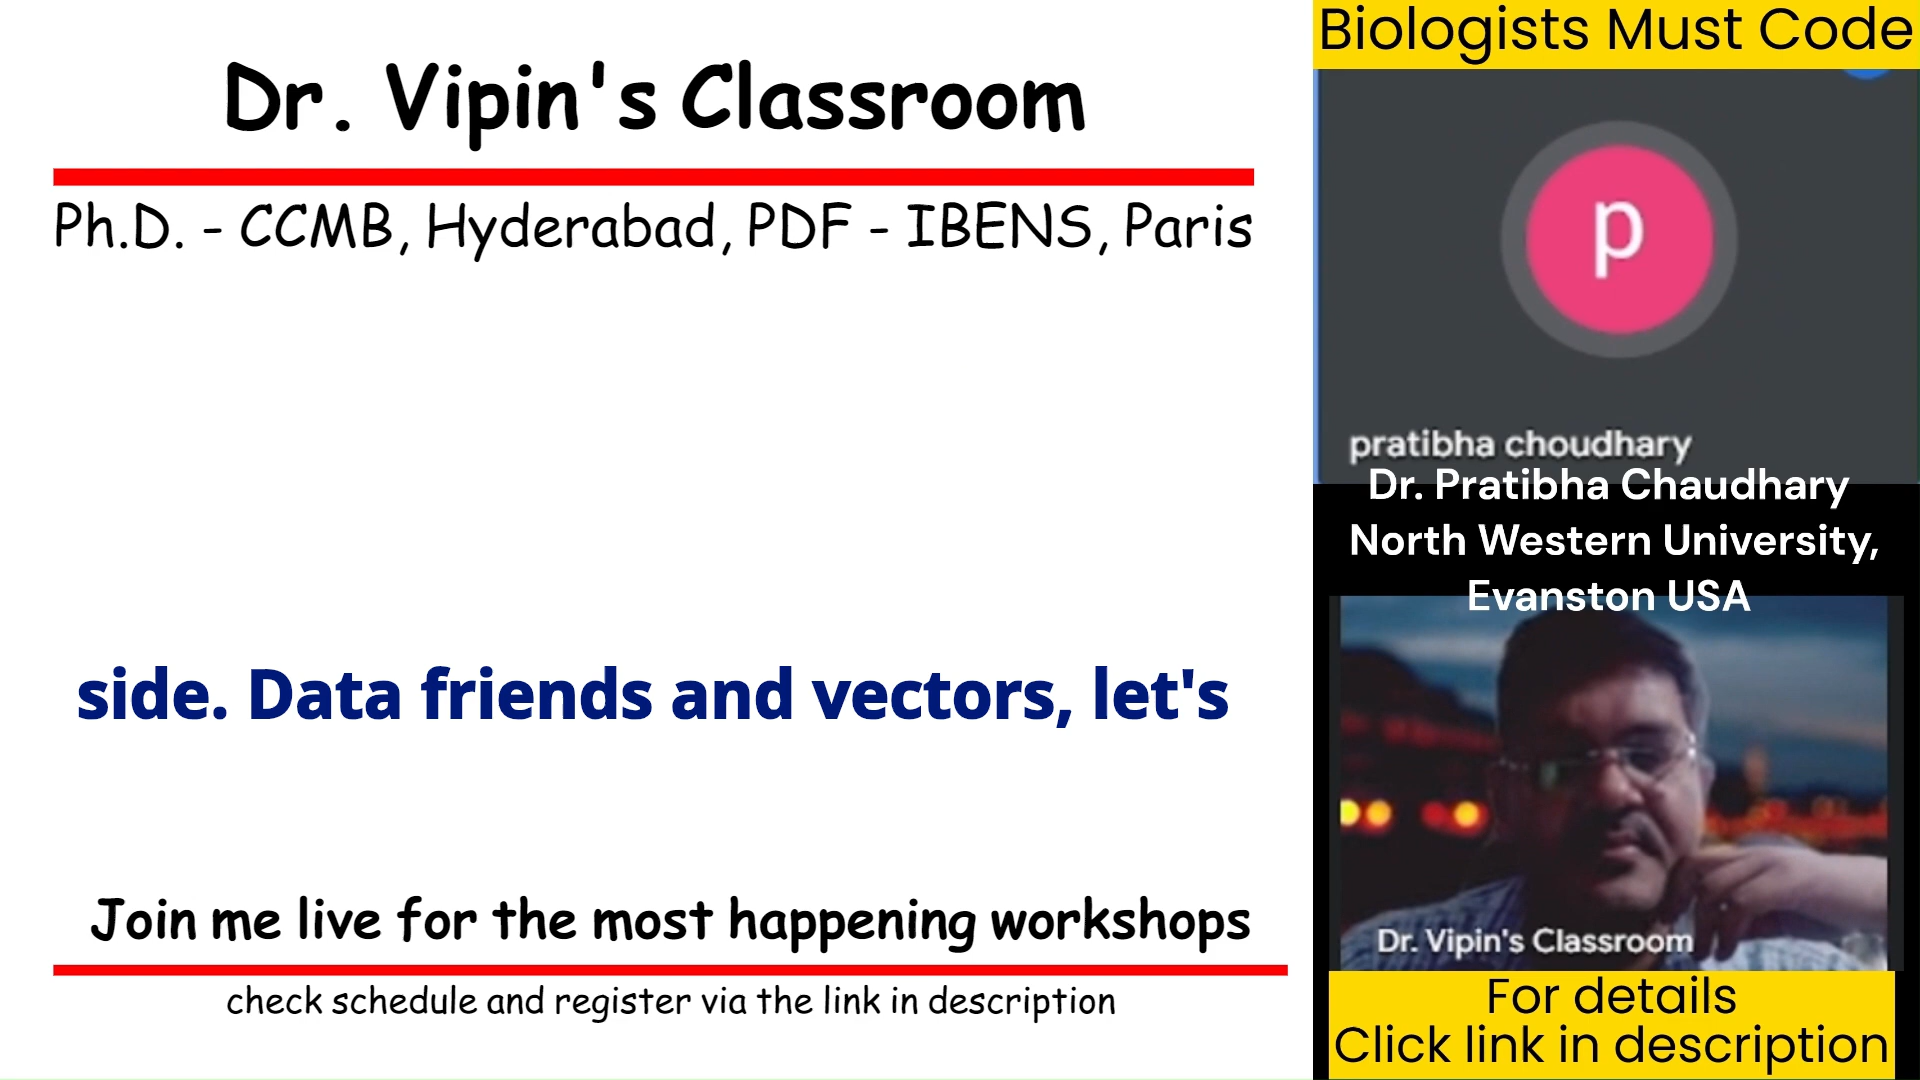 Dr. Vipin's Classroom
Ph.D. - CCMB, Hyderabad, PDF - IBENS, Paris
side. Data friends and vectors, let's
Join me live for the most happening workshops
check schedule and register via the link in description
Biologists Must Code
p
pratibha choudhary
Dr. Pratibha Chaudhary
North Western University,
Evanston USA
Dr. Vipin's Classroom
For details
Click link in description